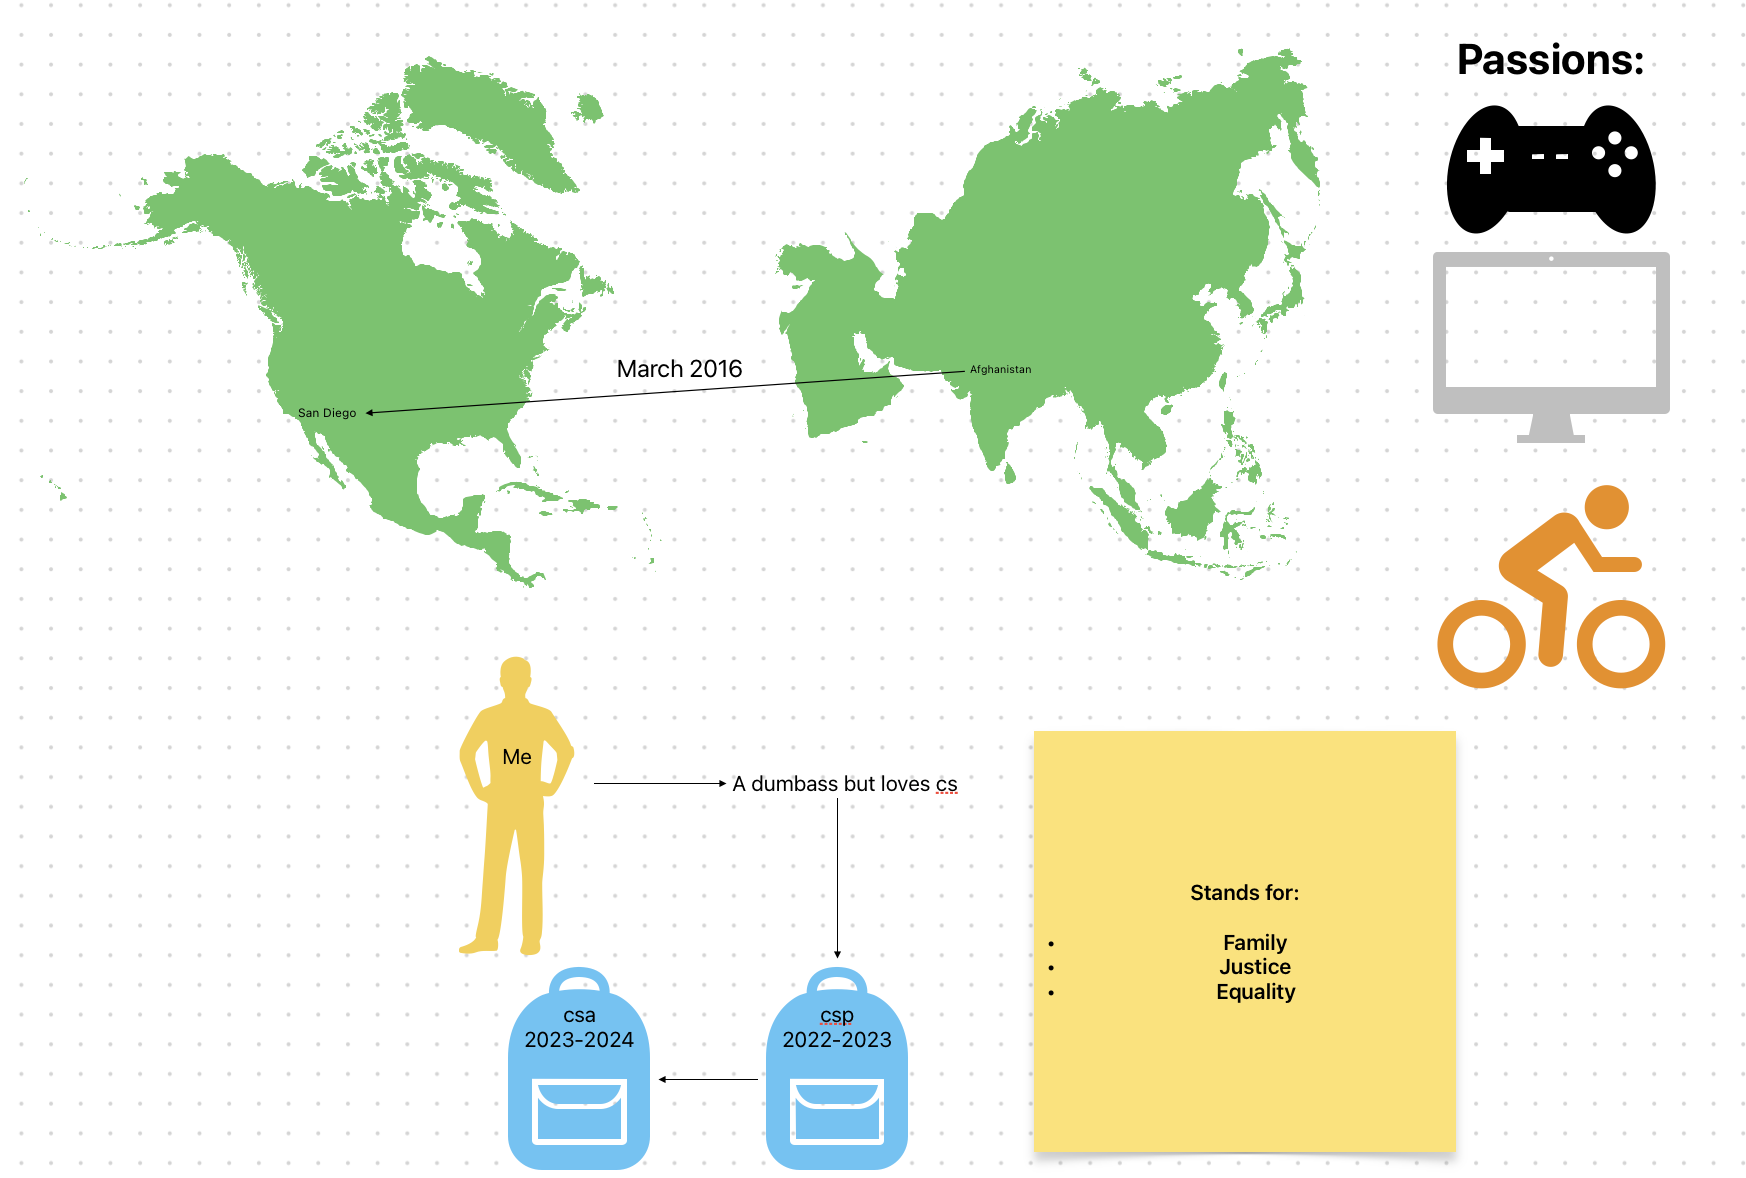 Passions:
March 2016
Afghanistan
San Diego
Me
A dumbass but loves cs
csa
2023-2024
csp
2022-2023
Stands for:
• Family
• Justice
• Equality